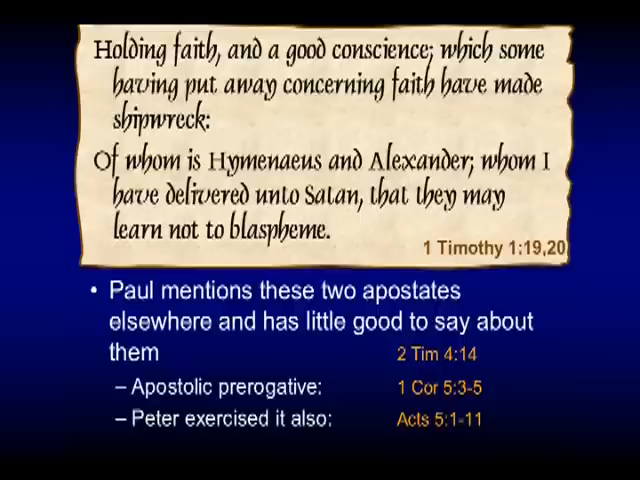 Holding faith, and a good conscience; which some
having put away concerning faith have made
shipwreck:
Of whom is Hymenaeus and Alexander; whom I
have delivered unto Satan, that they may
learn not to blaspheme.
1 Timothy 1:19,20
• Paul mentions these two apostates
elsewhere and has little good to say about
them 2 Tim 4:14
– Apostolic prerogative: 1 Cor 5:3-5
– Peter exercised it also: Acts 5:1-11